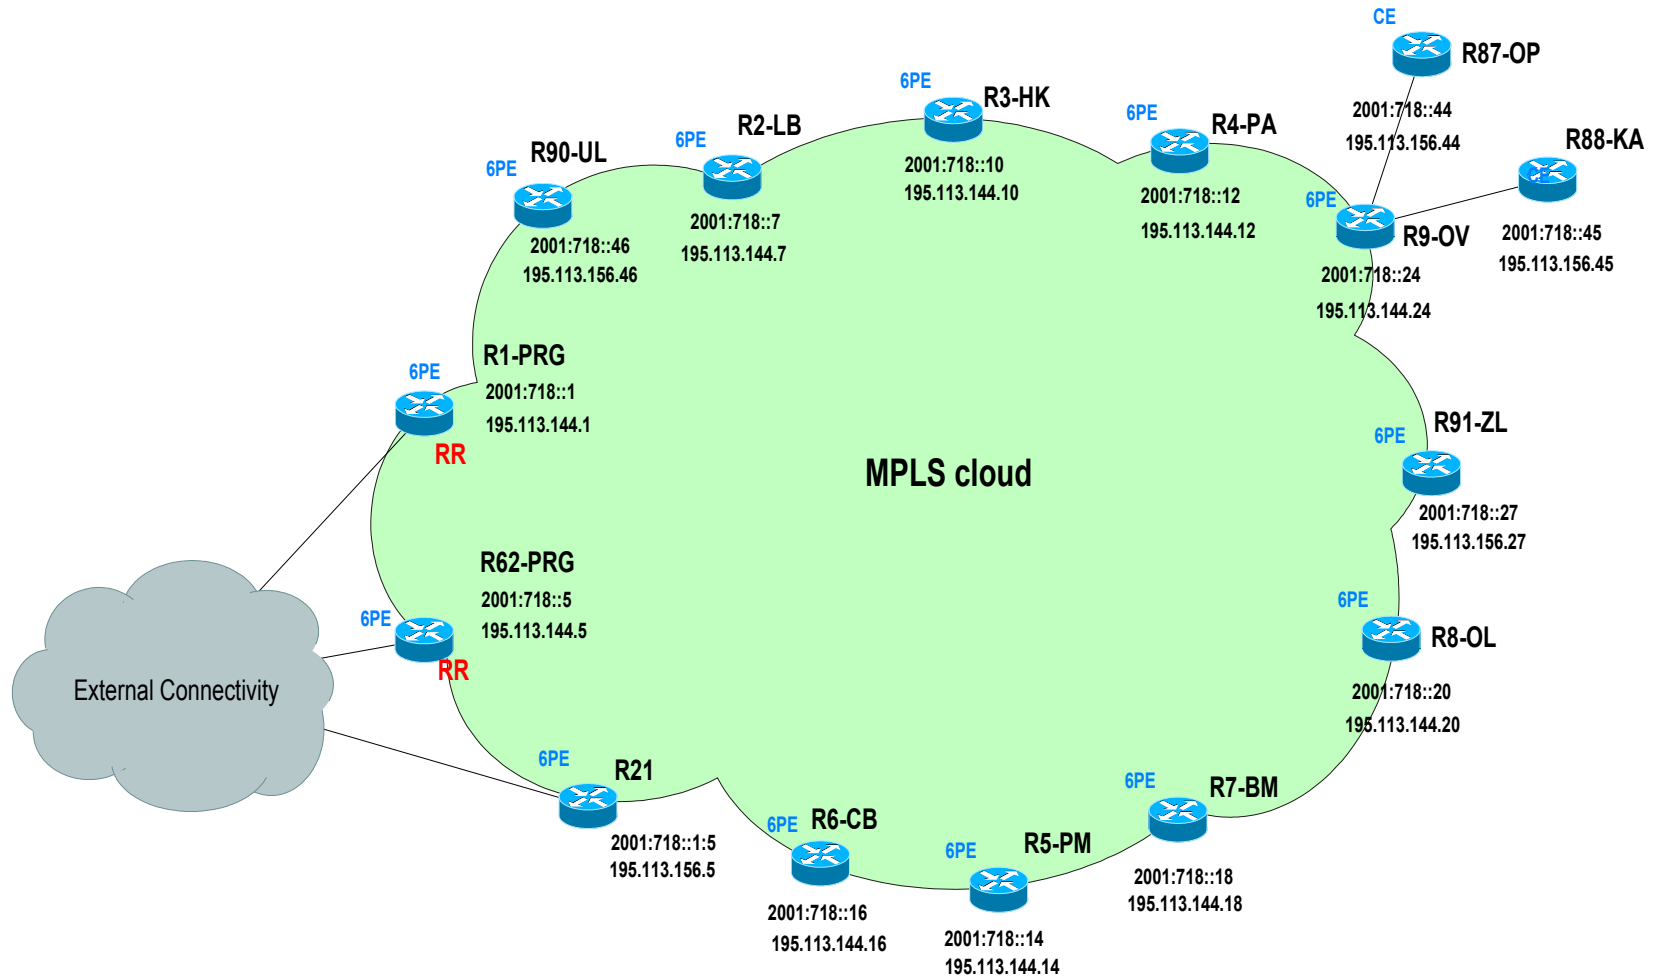 CE
R87-OP
2001:718::44
195.113.156.44
R88-KA
CE
2001:718::45
195.113.156.45
6PE
R3-HK
2001:718::10
195.113.144.10
6PE
R4-PA
2001:718::12
195.113.144.12
6PE
R9-OV
2001:718::24
195.113.144.24
6PE
R2-LB
2001:718::7
195.113.144.7
6PE
R90-UL
2001:718::46
195.113.156.46
6PE
R1-PRG
2001:718::1
195.113.144.1
RR
MPLS cloud
6PE
R91-ZL
2001:718::27
195.113.156.27
6PE
R62-PRG
2001:718::5
195.113.144.5
RR
External Connectivity
6PE
R8-OL
2001:718::20
195.113.144.20
6PE
R21
2001:718::1:5
195.113.156.5
6PE
R6-CB
2001:718::16
195.113.144.16
6PE
R5-PM
2001:718::14
195.113.144.14
6PE
R7-BM
2001:718::18
195.113.144.18